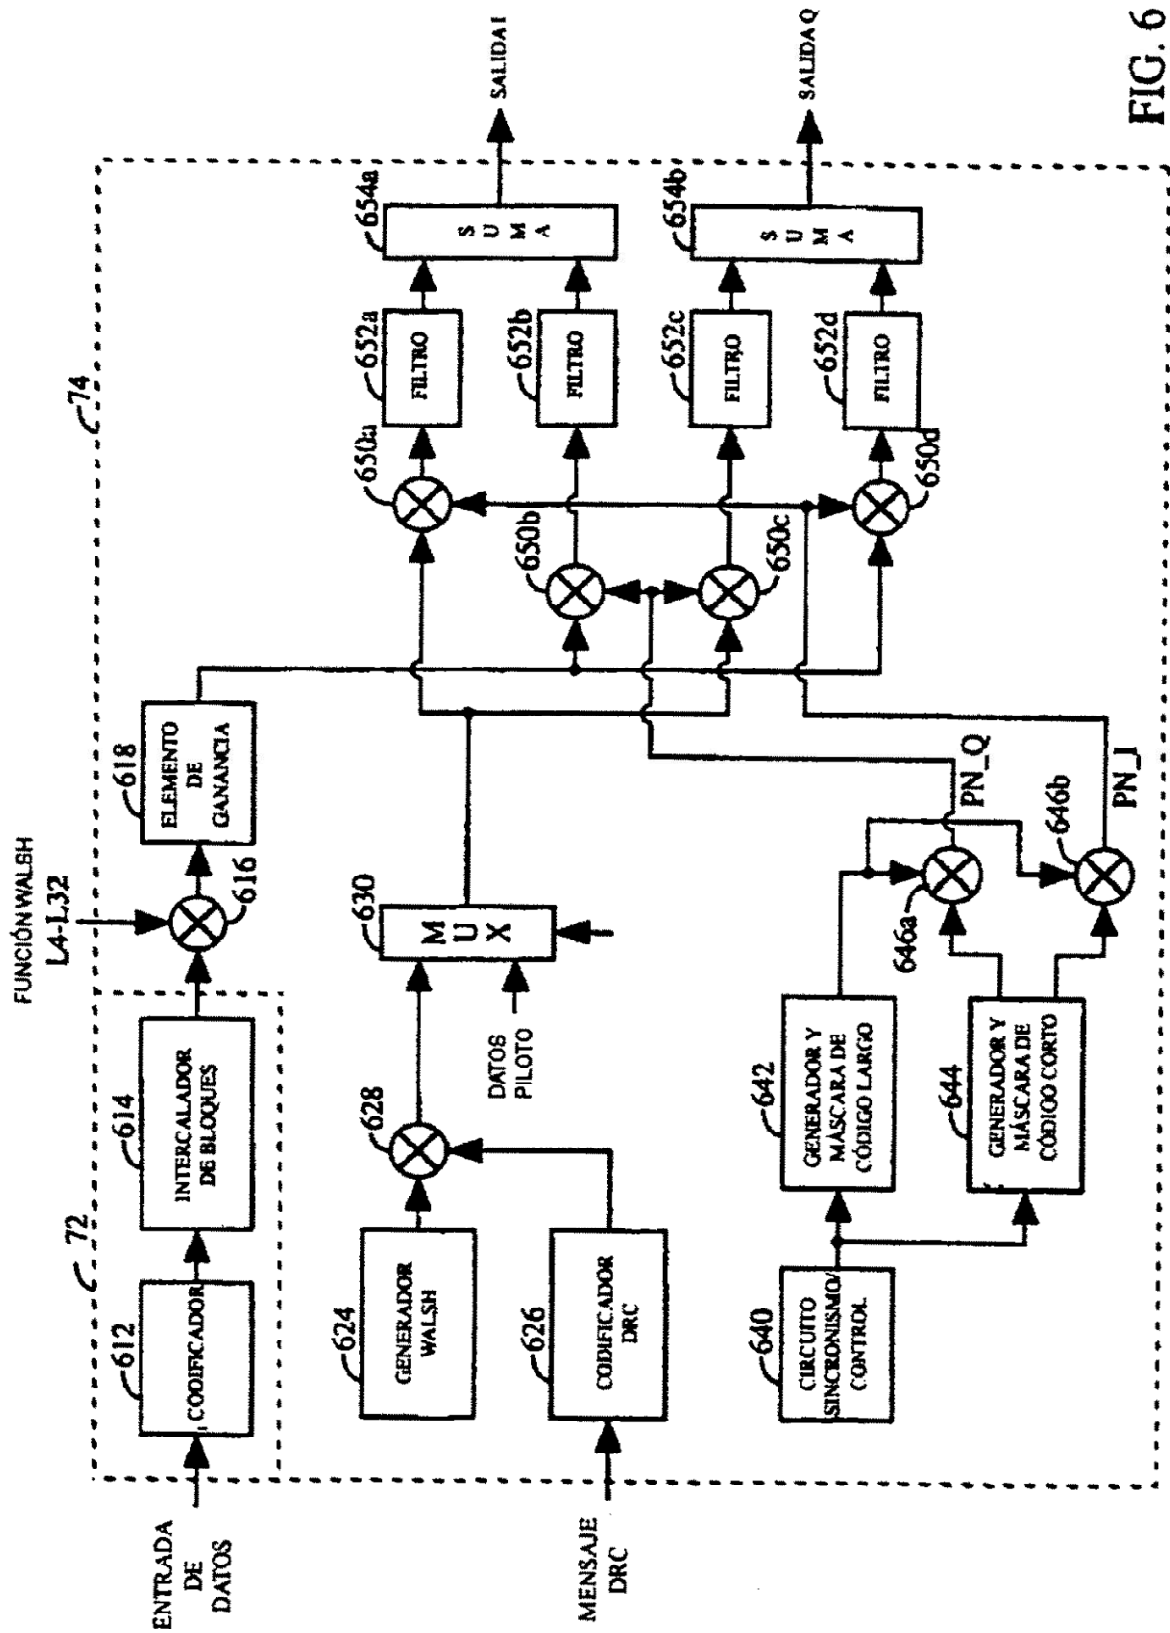 FUNCIÓN WALSH
L4-L32
74
72
612
614
616
618
ENTRADA
DE
DATOS
CODIFICADOR
INTERCALADOR
DE BLOQUES
ELEMENTO
DE
GANANCIA
624
GENERADOR
WALSH
628
630
M
U
X
DATOS
PILOTO
626
CODIFICADOR
DRC
MENSAJE
DRC
640
CIRCUITO
SINCRONISMO/
CONTROL
642
GENERADOR Y
MÁSCARA DE
CÓDIGO LARGO
644
GENERADOR Y
MÁSCARA DE
CÓDIGO CORTO
646a
PN_Q
646b
PN_I
650a
650b
650c
650d
652a
FILTRO
652b
FILTRO
652c
FILTRO
652d
FILTRO
654a
S
U
M
A
654b
S
U
M
A
SALIDA I
SALIDA Q
FIG. 6